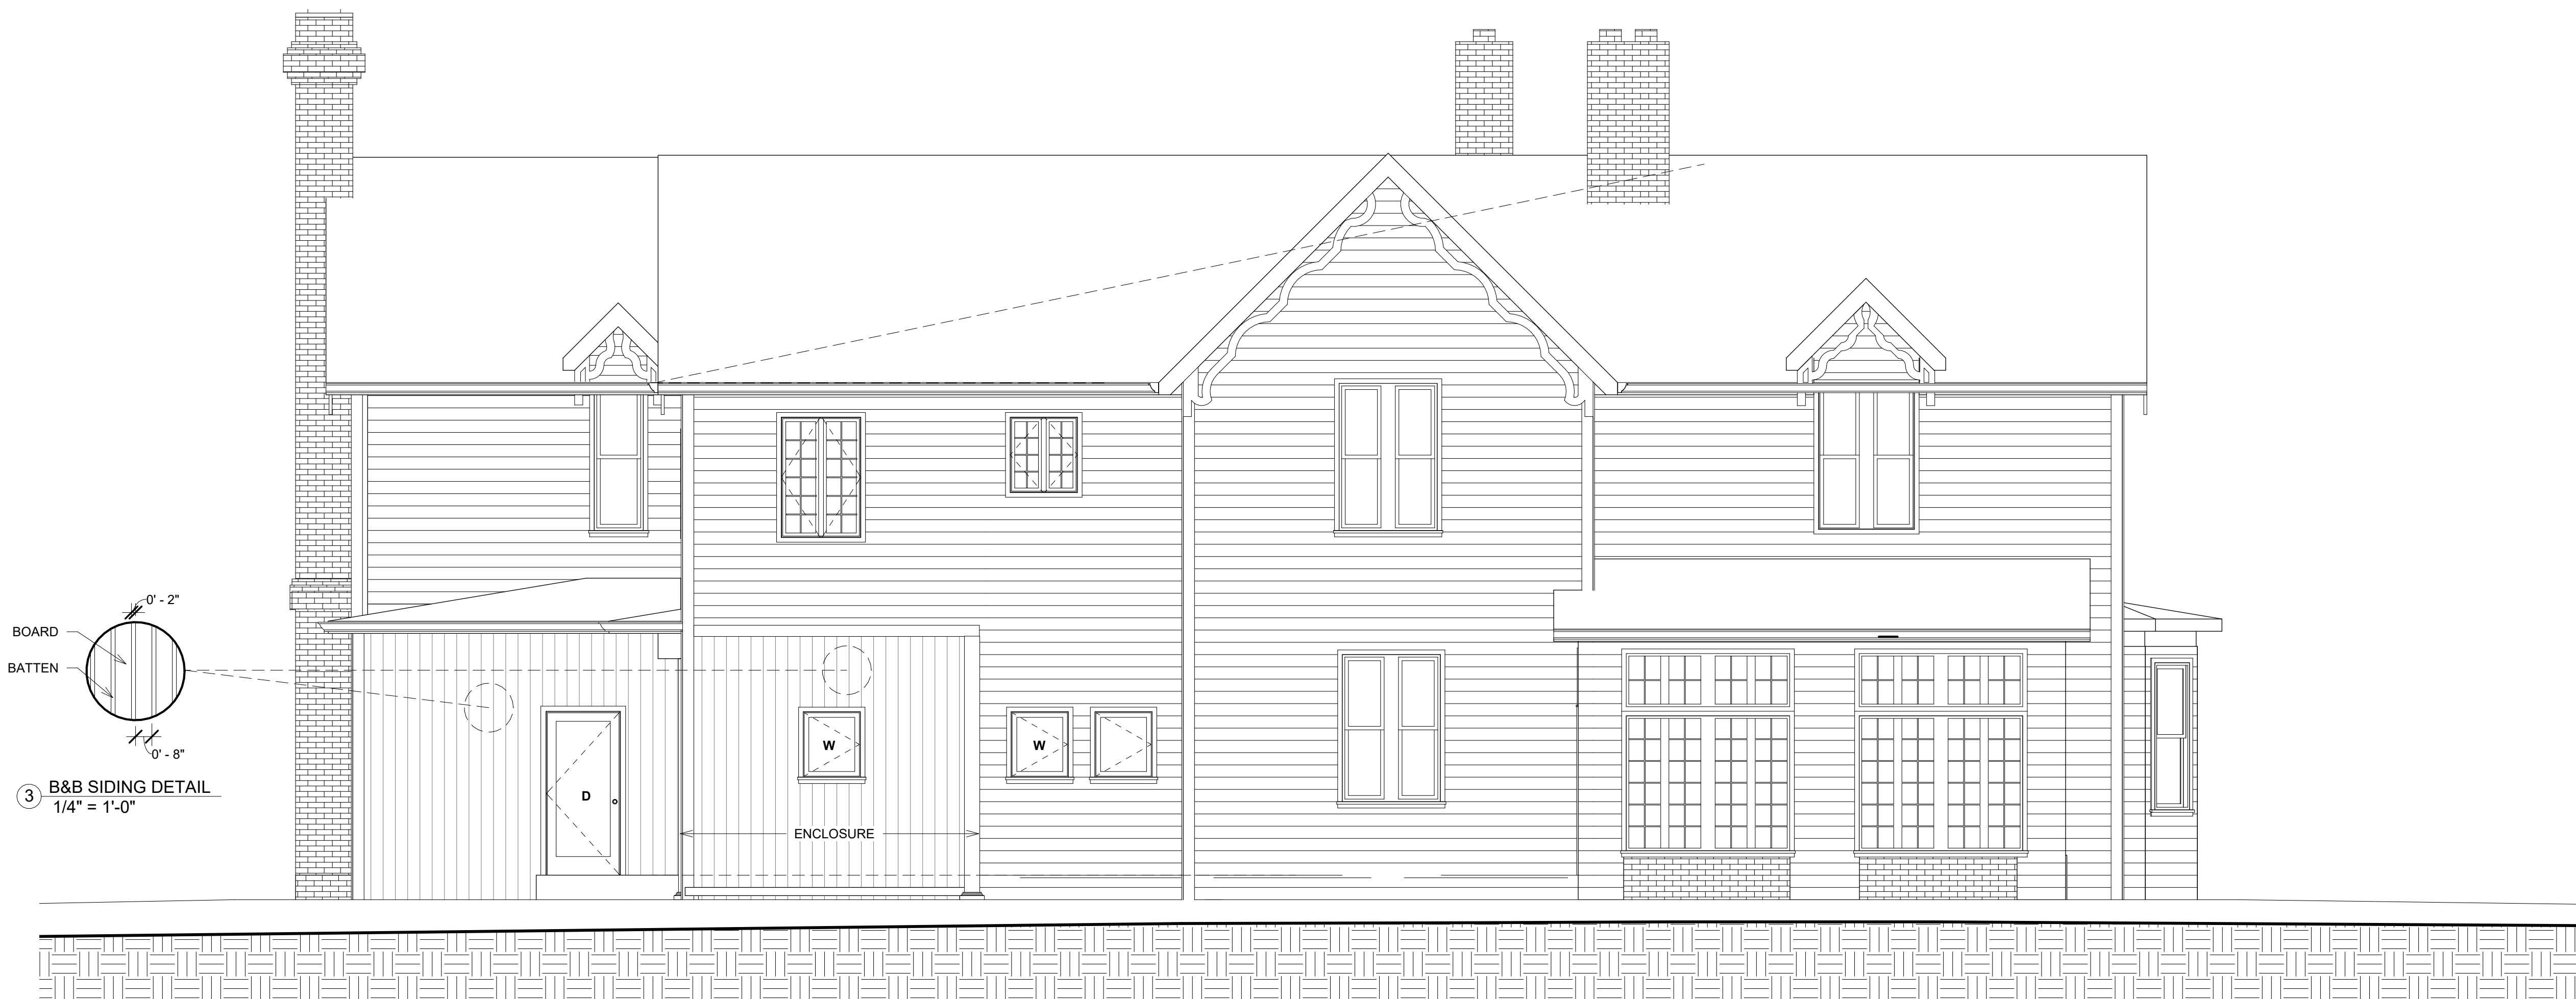 0' - 2"
BOARD
BATTEN
0' - 8"
3 B&B SIDING DETAIL
1/4" = 1'-0"
W
W
D
ENCLOSURE